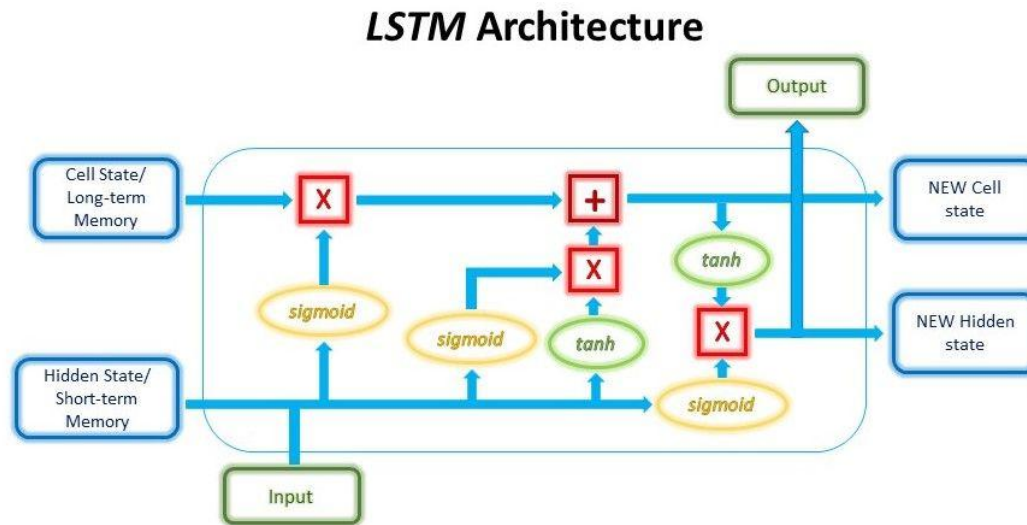 LSTM Architecture
Output
Cell State/
Long-term
Memory
X
+
NEW Cell
state
tanh
X
sigmoid
sigmoid
tanh
X
NEW Hidden
state
Hidden State/
Short-term
Memory
sigmoid
Input